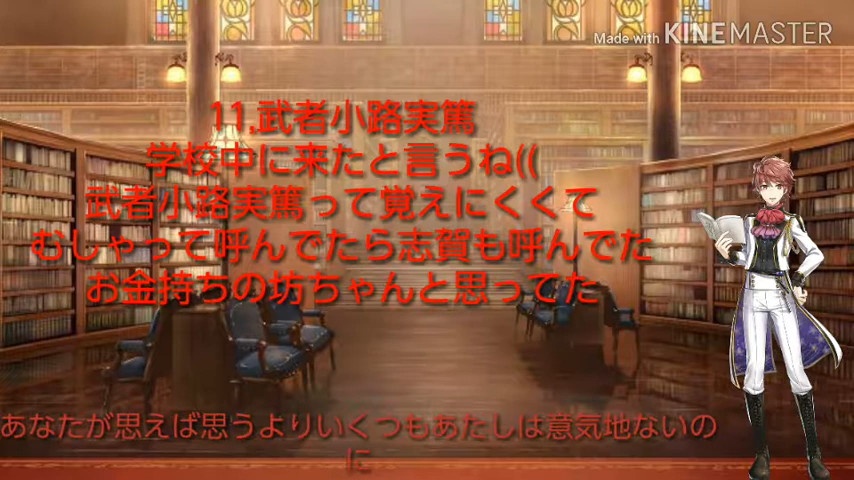 Made with KINEMASTER
11.武者小路実篤
学校中に来たと言うね((
武者小路実篤って覚えにくくて
むしゃって呼んでたら志賀も呼んでた
お金持ちの坊ちゃんと思ってた
あなたが思えば思うよりいくつもあたしは意気地ないの
に